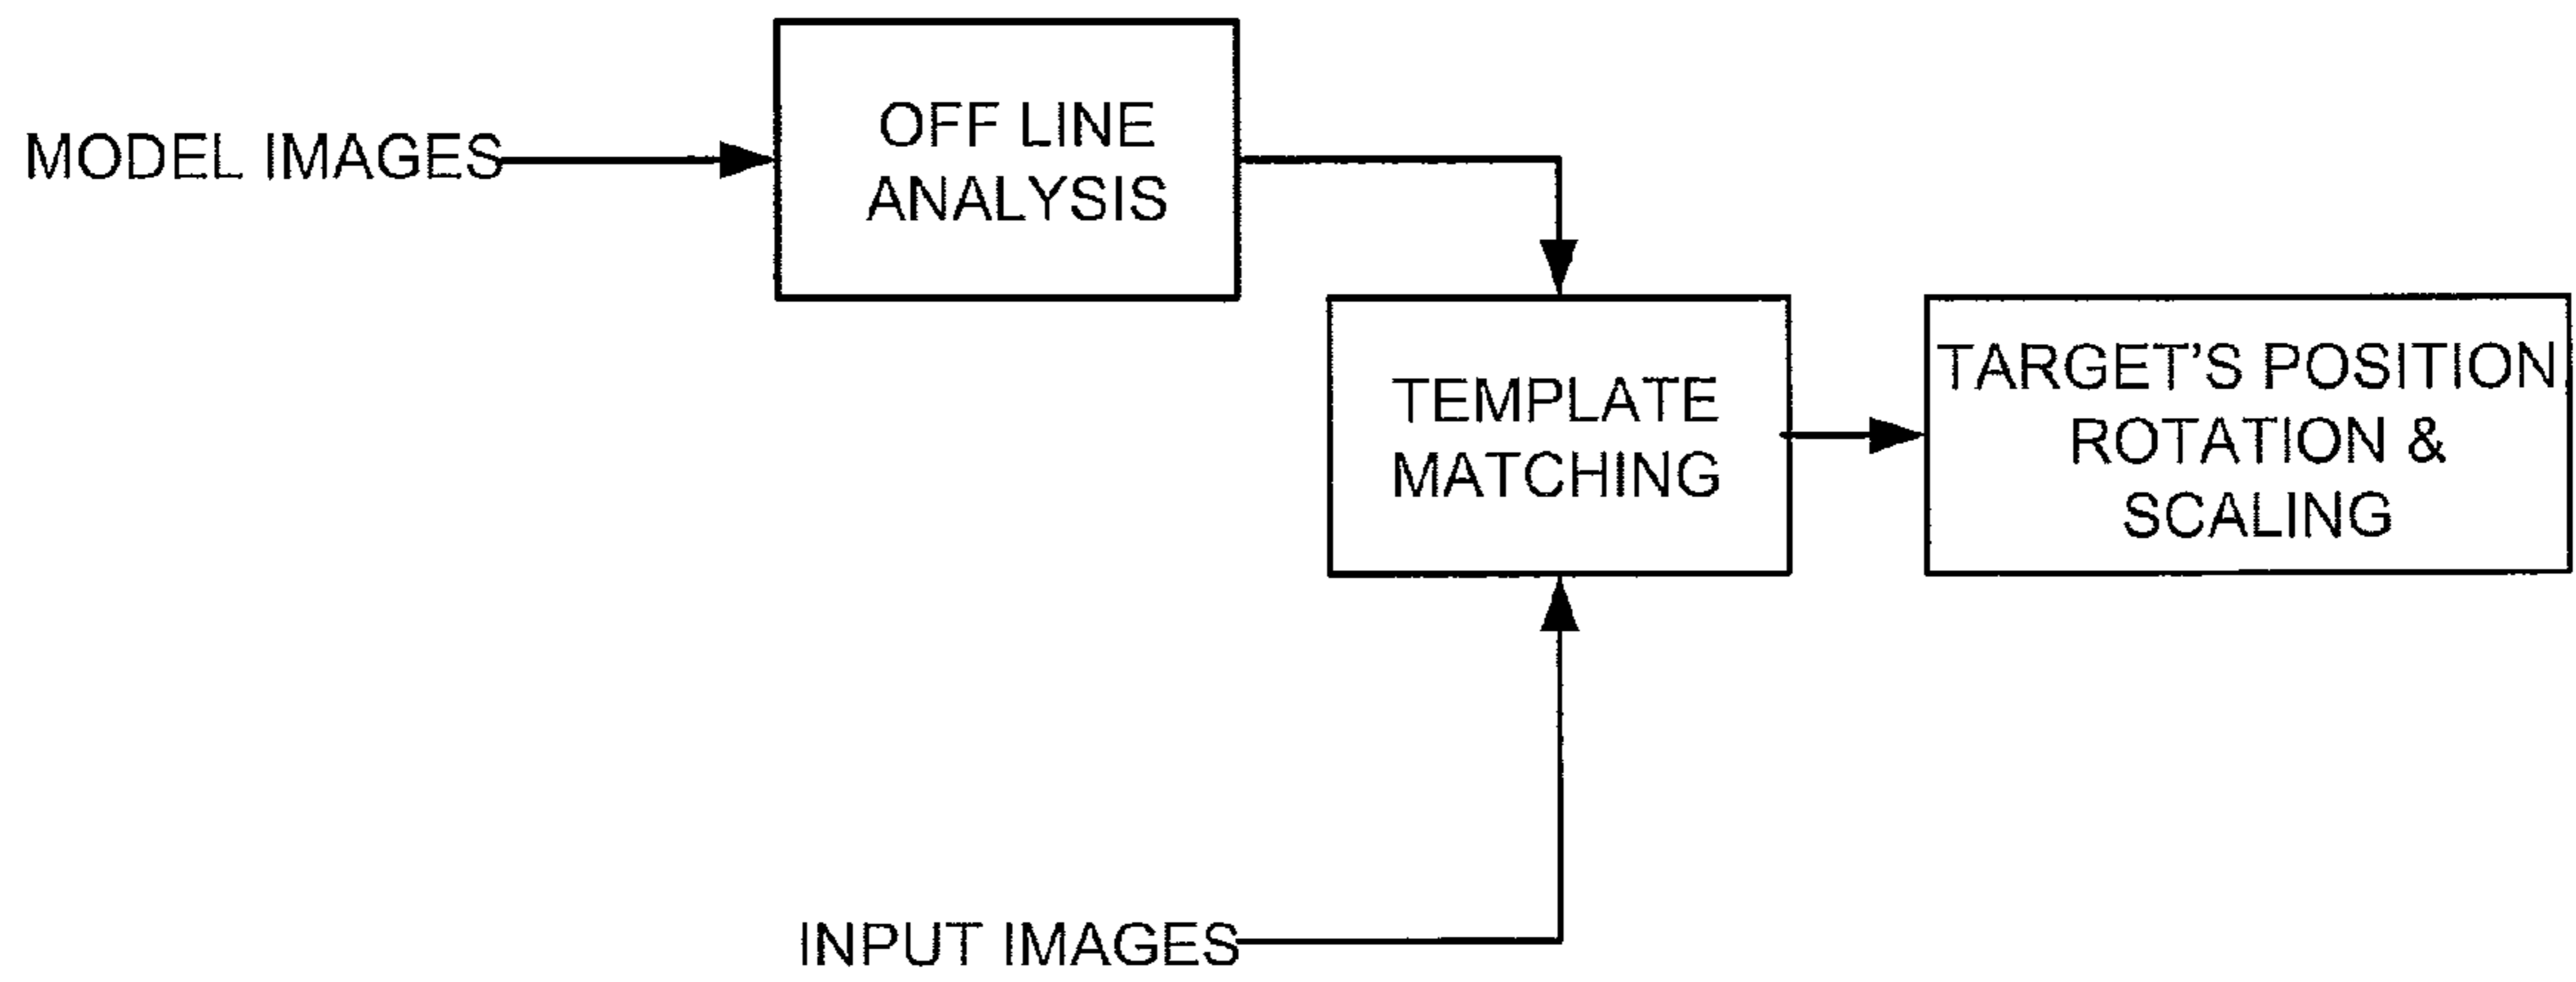 MODEL IMAGES
OFF LINE
ANALYSIS
TEMPLATE
MATCHING
TARGET'S POSITION
ROTATION &
SCALING
INPUT IMAGES